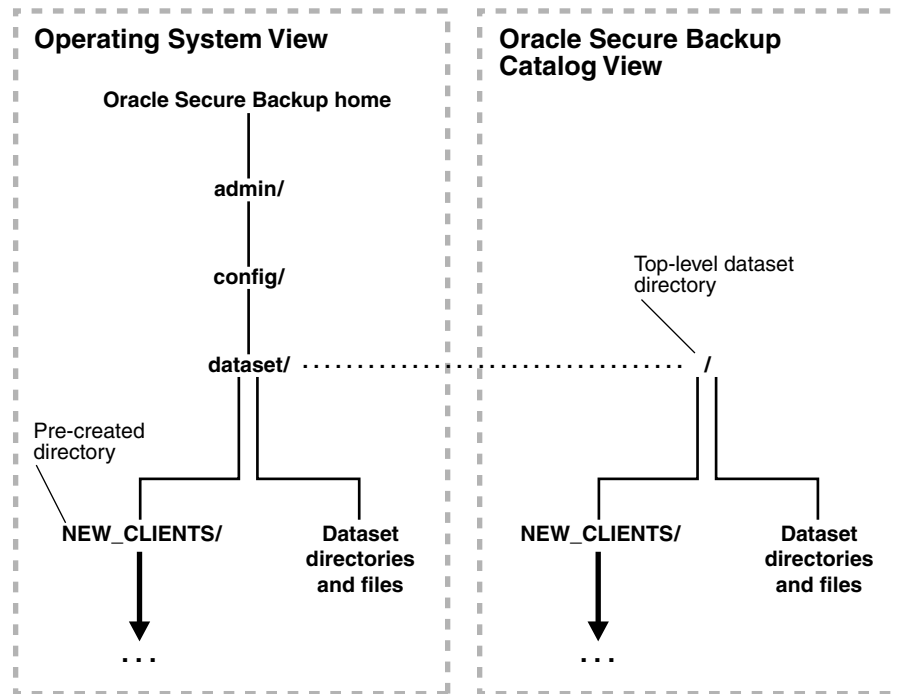 Operating System View
Oracle Secure Backup home
admin/
config/
dataset/
Pre-created
directory
NEW_CLIENTS/
Dataset
directories
and files
. . .
Oracle Secure Backup
Catalog View
Top-level dataset
directory
/
NEW_CLIENTS/
Dataset
directories
and files
. . .